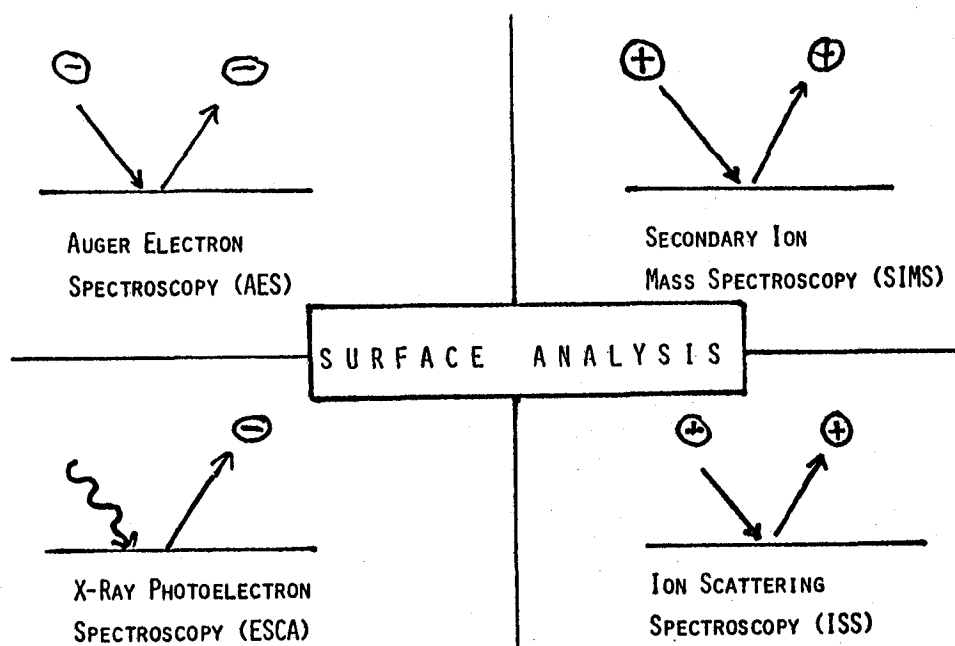 AUGER ELECTRON
SPECTROSCOPY (AES)
SECONDARY ION
MASS SPECTROSCOPY (SIMS)
SURFACE ANALYSIS
X-RAY PHOTOELECTRON
SPECTROSCOPY (ESCA)
ION SCATTERING
SPECTROSCOPY (ISS)